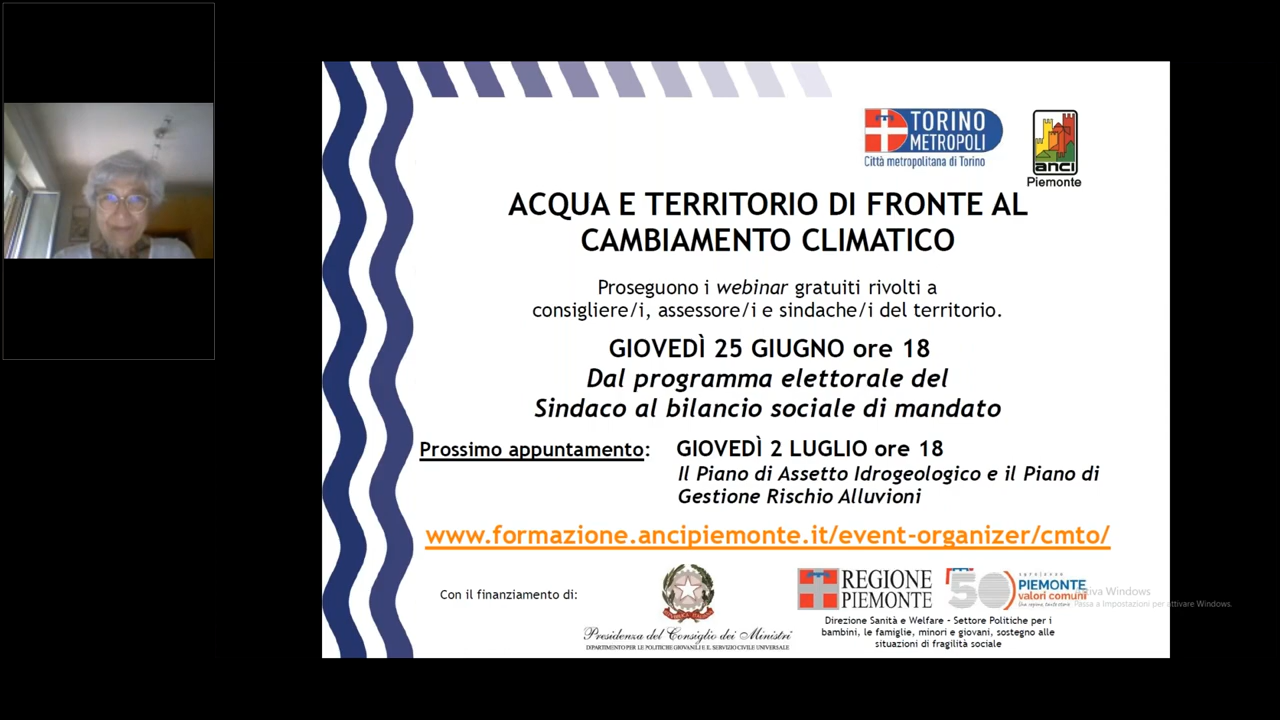 TORINO
METROPOLI
Città metropolitana di Torino
anci
Piemonte
ACQUA E TERRITORIO DI FRONTE AL
CAMBIAMENTO CLIMATICO
Proseguono i webinar gratuiti rivolti a
consigliere/i, assessore/i e sindache/i del territorio.
GIOVEDÌ 25 GIUGNO ore 18
Dal programma elettorale del
Sindaco al bilancio sociale di mandato
Prossimo appuntamento: GIOVEDÌ 2 LUGLIO ore 18
Il Piano di Assetto Idrogeologico e il Piano di
Gestione Rischio Alluvioni
www.formazione.ancipiemonte.it/event-organizer/cmto/
Con il finanziamento di:
Presidenza del Consiglio dei Ministri
DIPARTIMENTO PER LE POLITICHE GIOVANILI E IL SERVIZIO CIVILE UNIVERSALE
REGIONE
PIEMONTE
50
PIEMONTE
valori comuni
Direzione Sanità e Welfare - Settore Politiche per i
bambini, le famiglie, minori e giovani, sostegno alle
situazioni di fragilità sociale
Attiva Windows
Passa a Impostazioni per attivare Windows.